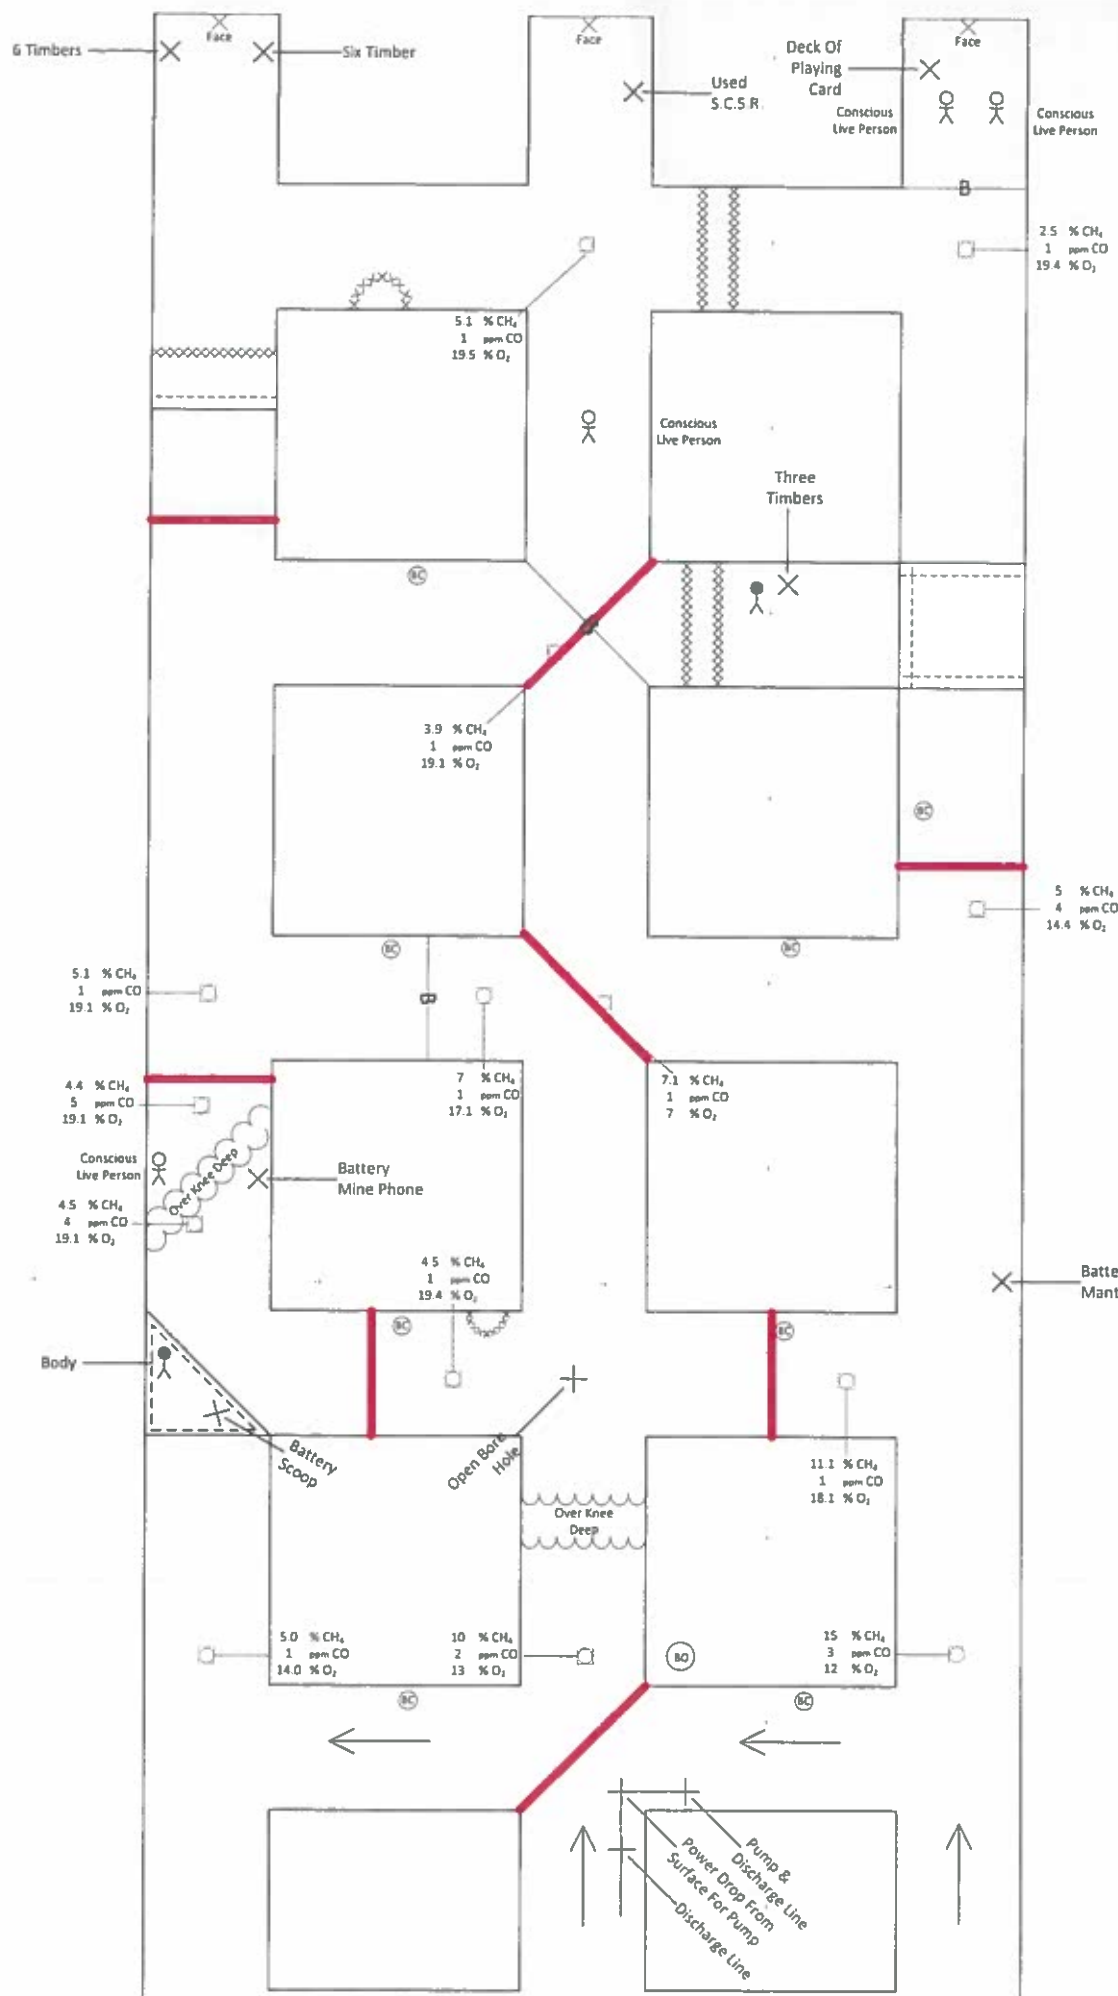 Face
Face
Face
6 Timbers
Six Timber
Used
S.C.S R.
Deck Of
Playing
Card
Conscious
Live Person
Conscious
Live Person
B
2.5 % CH₄
1 ppm CO
19.4 % O₂
5.1 % CH₄
1 ppm CO
19.5 % O₂
Conscious
Live Person
Three
Timbers
BC
3.9 % CH₄
1 ppm CO
19.1 % O₂
BC
5 % CH₄
4 ppm CO
14.4 % O₂
BC
BC
5.1 % CH₄
1 ppm CO
19.1 % O₂
B
4.4 % CH₄
5 ppm CO
19.1 % O₂
7 % CH₄
1 ppm CO
17.1 % O₂
7.1 % CH₄
1 ppm CO
7 % O₂
Conscious
Live Person
Over Knee Deep
Battery
Mine Phone
4.5 % CH₄
4 ppm CO
19.1 % O₂
4.5 % CH₄
1 ppm CO
19.4 % O₂
Batte
Mant
BC
BC
Body
Battery
Scoop
Open Bore
Hole
11.1 % CH₄
1 ppm CO
18.1 % O₂
Over Knee
Deep
5.0 % CH₄
1 ppm CO
14.0 % O₂
10 % CH₄
2 ppm CO
13 % O₂
BO
15 % CH₄
3 ppm CO
12 % O₂
BC
BC
Pump &
Discharge Line
Power Drop From
Surface For Pump
Discharge Line